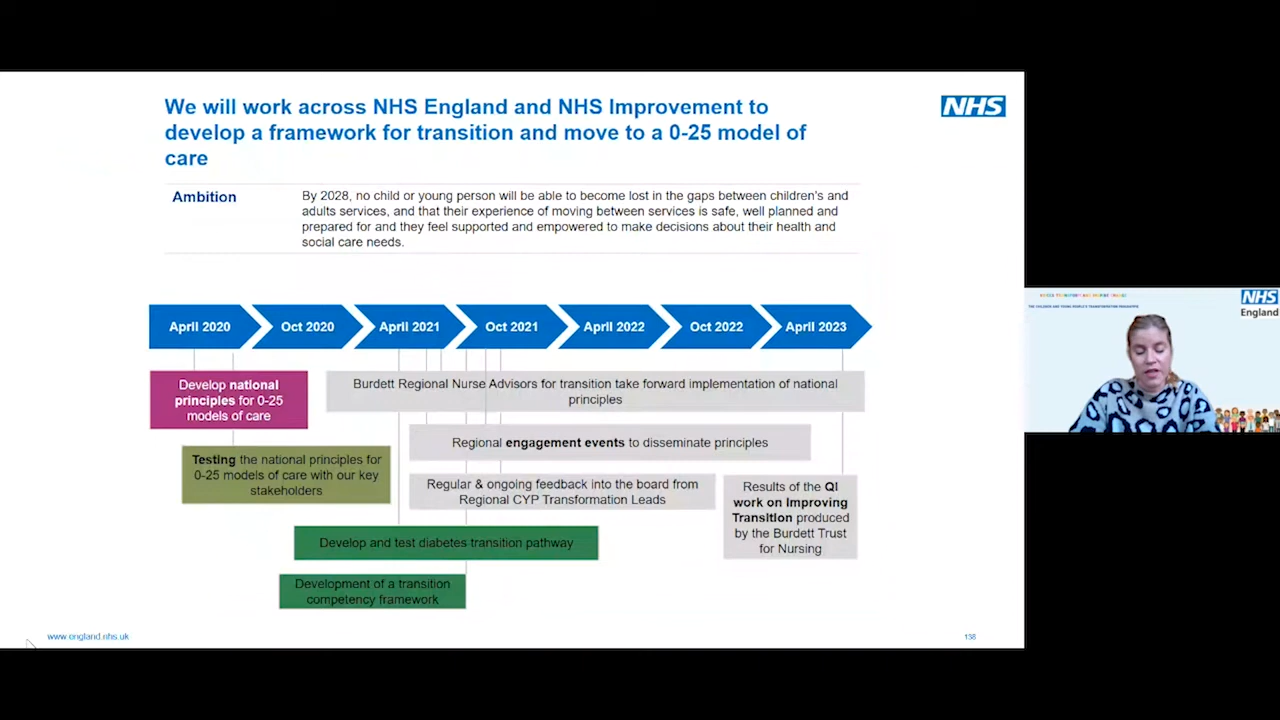 We will work across NHS England and NHS Improvement to
develop a framework for transition and move to a 0-25 model of
care
NHS
Ambition
By 2028, no child or young person will be able to become lost in the gaps between children's and
adults services, and that their experience of moving between services is safe, well planned and
prepared for and they feel supported and empowered to make decisions about their health and
social care needs.
April 2020
Oct 2020
April 2021
Oct 2021
April 2022
Oct 2022
April 2023
Develop national
principles for 0-25
models of care
Burdett Regional Nurse Advisors for transition take forward implementation of national
principles
Regional engagement events to disseminate principles
Testing the national principles for
0-25 models of care with our key
stakeholders
Regular & ongoing feedback into the board from
Regional CYP Transformation Leads
Results of the QI
work on Improving
Transition produced
by the Burdett Trust
for Nursing
Develop and test diabetes transition pathway
Development of a transition
competency framework
www.england.nhs.uk
138
THE CHILDREN AND YOUNG PEOPLE'S TRANSFORMATION PROGRAMME
NHS
England